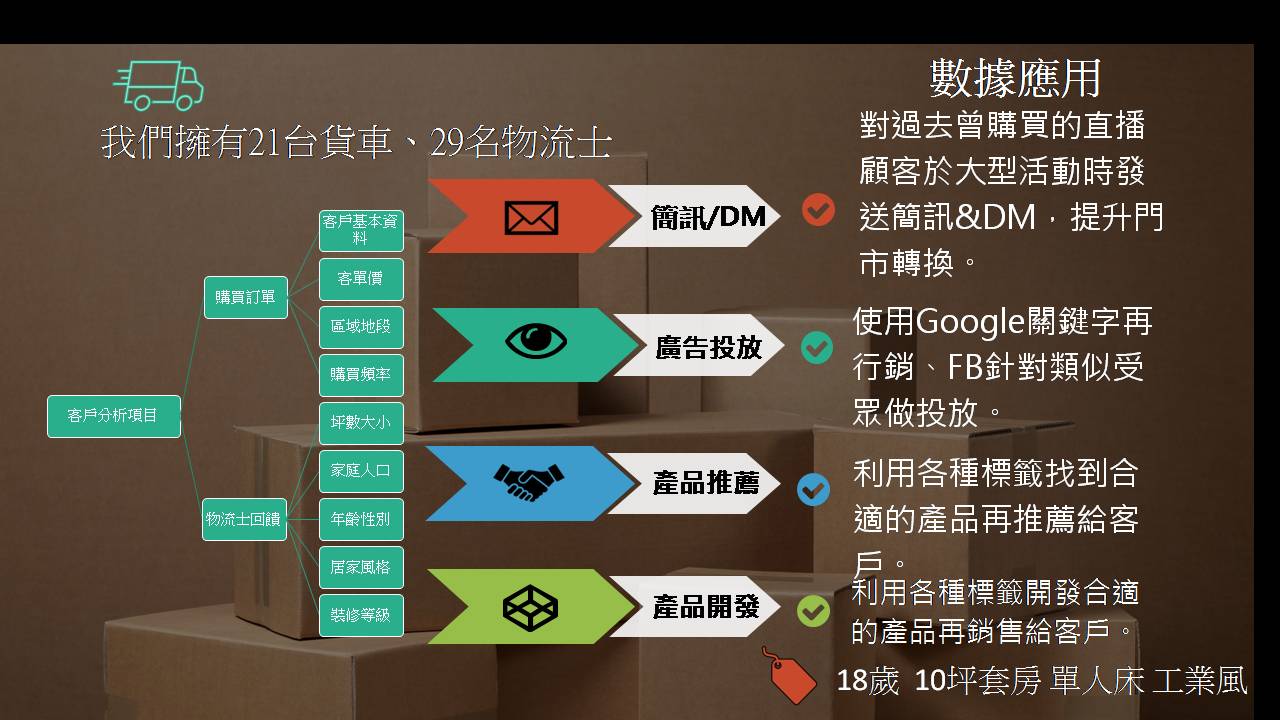 我們擁有21台貨車、29名物流士
客戶分析項目
購買訂單
物流士回饋
客戶基本資
料
客單價
區域地段
購買頻率
坪數大小
家庭人口
年齡性別
居家風格
裝修等級
簡訊/DM
廣告投放
產品推薦
產品開發
數據應用
對過去曾購買的直播
顧客於大型活動時發
送簡訊&DM，提升門
市轉換。
使用Google關鍵字再
行銷、FB針對類似受
眾做投放。
利用各種標籤找到合
適的產品再推薦給客
戶。
利用各種標籤開發合適
的產品再銷售給客戶。
18歲 10坪套房 單人床 工業風